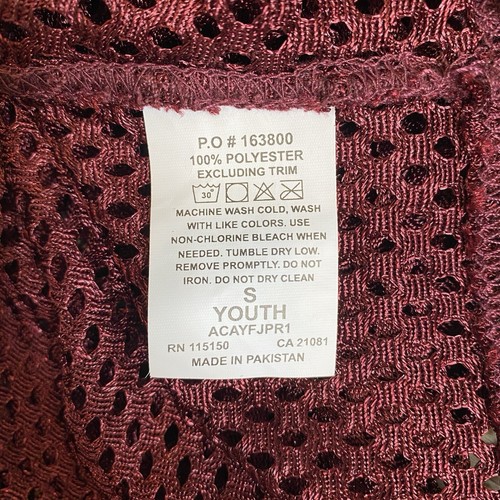 P.O # 163800
100% POLYESTER
EXCLUDING TRIM
30°
MACHINE WASH COLD, WASH
WITH LIKE COLORS. USE
NON-CHLORINE BLEACH WHEN
NEEDED. TUMBLE DRY LOW.
REMOVE PROMPTLY. DO NOT
IRON. DO NOT DRY CLEAN
S
YOUTH
ACAYFJPR1
RN 115150 CA 21081
MADE IN PAKISTAN